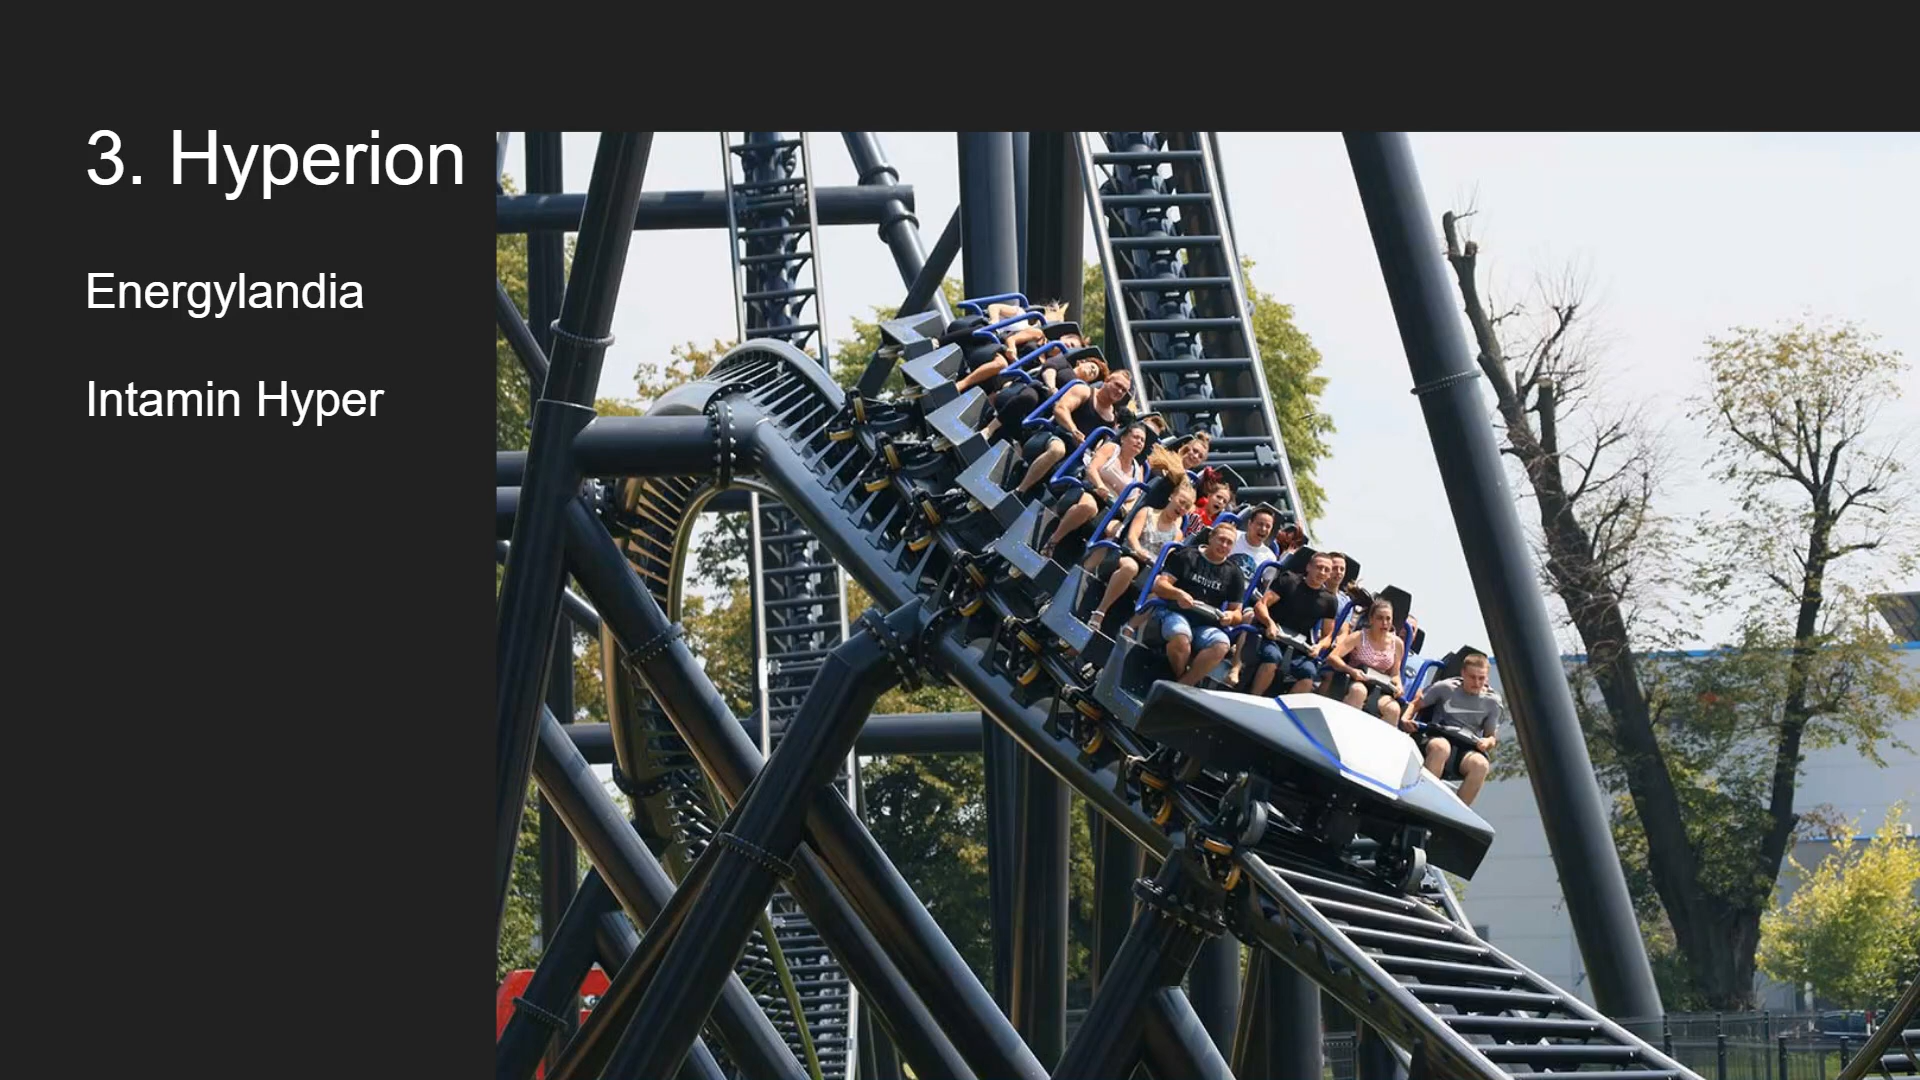 3. Hyperion
Energylandia
Intamin Hyper